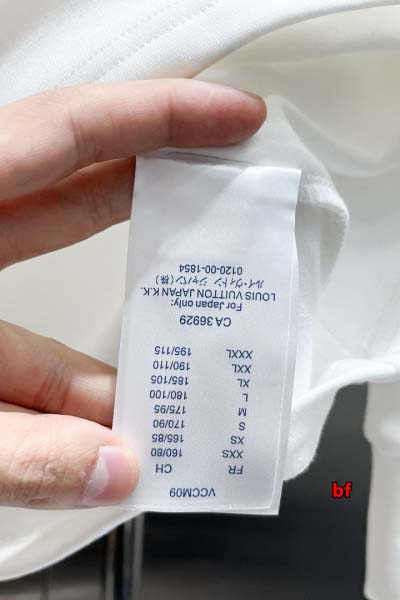 VCCM09
FR CH
XXS 160/80
XS 165/85
S 170/90
M 175/95
L 180/100
XL 185/105
XXL 190/110
XXXL 195/115
CA 36929
For Japan only:
LOUIS VUITTON JAPAN K.K.
ルイ・ヴィトン ジャパン(株)
0120-00-1854
bf